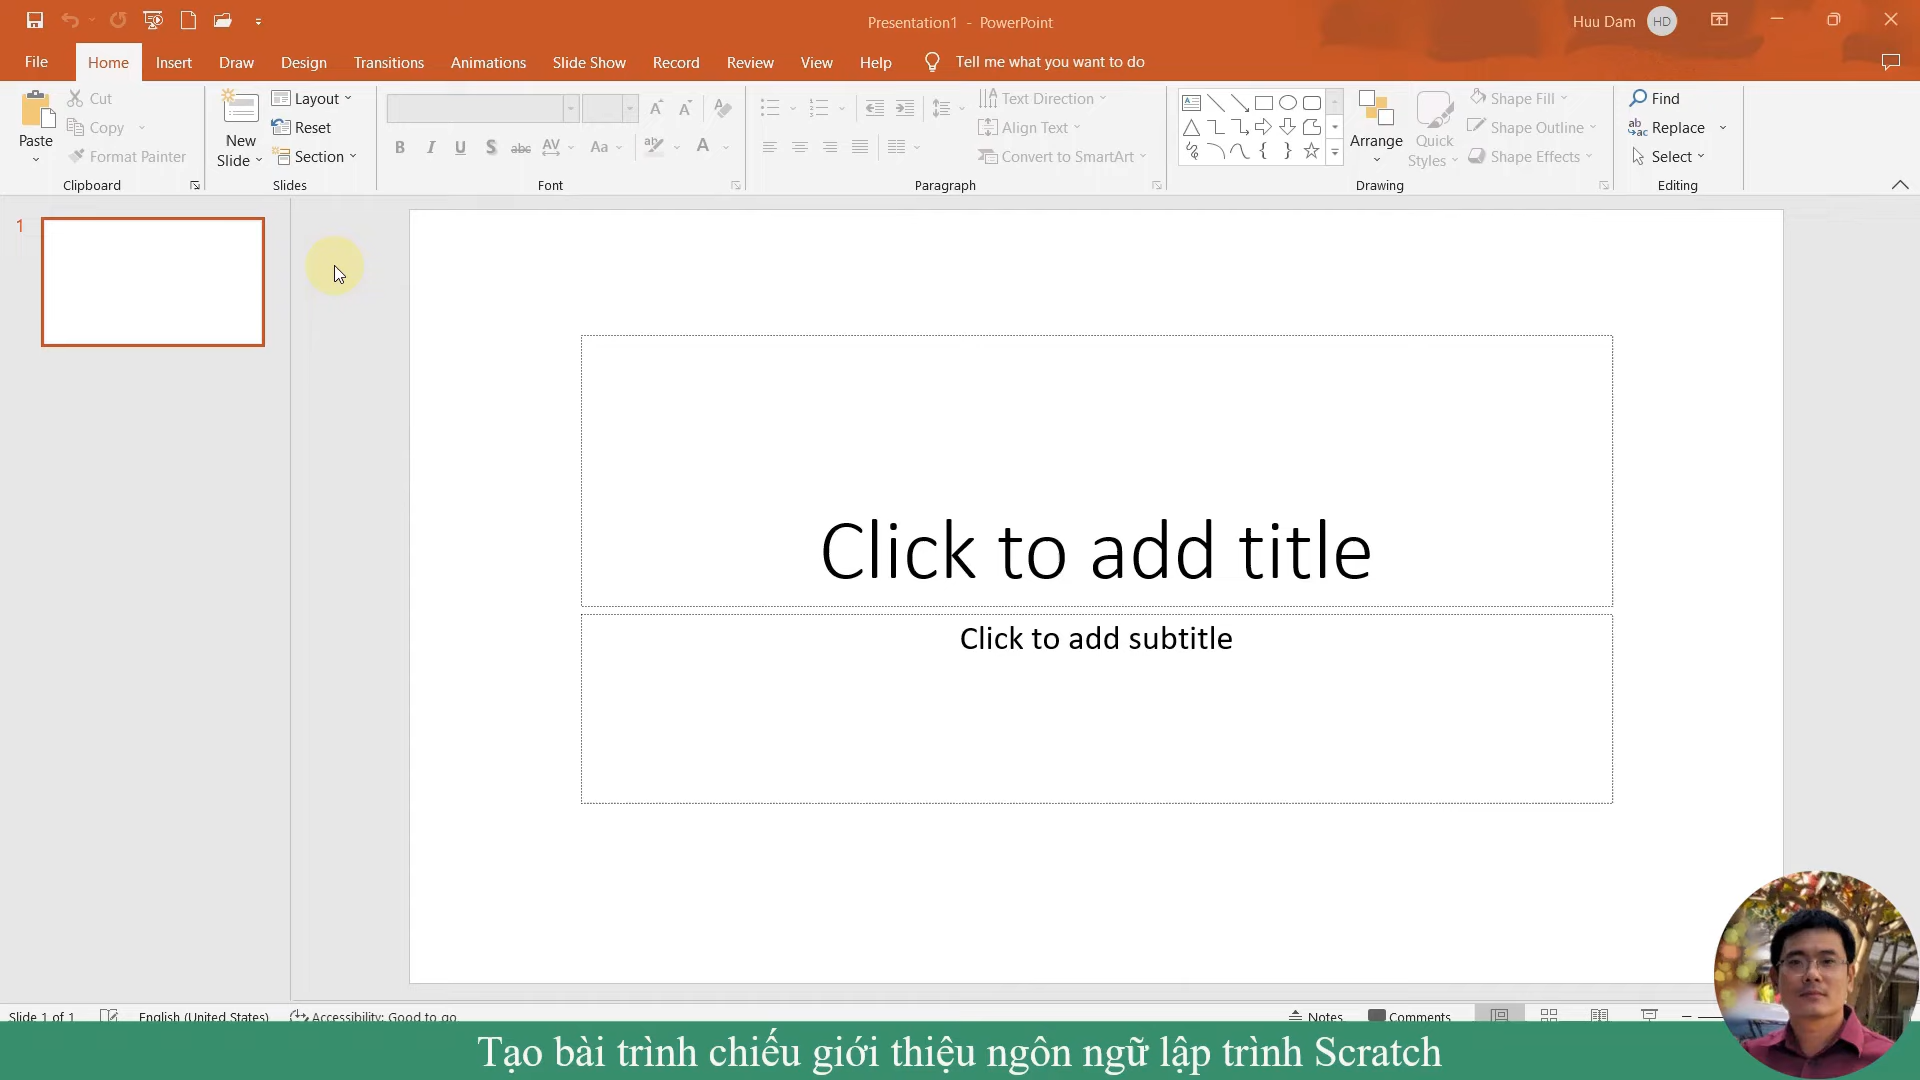 Presentation1 - PowerPoint
Huu Dam
HD
File
Home
Insert
Draw
Design
Transitions
Animations
Slide Show
Record
Review
View
Help
Tell me what you want to do
Paste
Cut
Copy
Format Painter
Clipboard
New
Slide
Layout
Reset
Section
Slides
B I U S abc AV Aa A
Font
Text Direction
Align Text
Convert to SmartArt
Paragraph
Arrange
Quick
Styles
Shape Fill
Shape Outline
Shape Effects
Drawing
Find
Replace
Select
Editing
1
Click to add title
Click to add subtitle
Slide 1 of 1
English (United States)
Accessibility: Good to go
Notes
Comments
Tạo bài trình chiếu giới thiệu ngôn ngữ lập trình Scratch